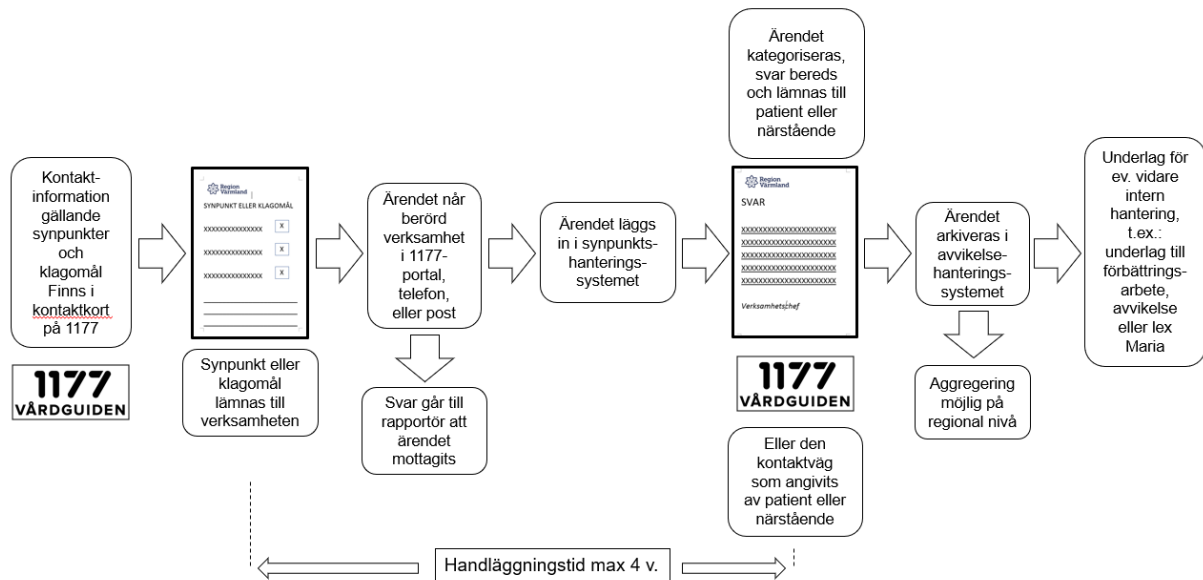 Kontakt-
information
gällande
synpunkter
och
klagomål
Finns i
kontaktkort
på 1177
1177
VÅRDGUIDEN
Region
Värmland
SYNPUNKT ELLER KLAGOMÅL
XXXXXXXXXXXXXXX X
XXXXXXXXXXXXXXX X
XXXXXXXXXXXXXXX X
Synpunkt eller
klagomål
lämnas till
verksamheten
Ärendet når
berörd
verksamhet
i 1177-
portal,
telefon,
eller post
Svar går till
rapportör att
ärendet
mottagits
Ärendet läggs
in i synpunkts-
hanterings-
systemet
Ärendet
kategoriseras,
svar bereds
och lämnas till
patient eller
närstående
Region
Värmland
SVAR
XXXXXXXXXXXXXXXXXXXXXX
XXXXXXXXXXXXXXXXXXXXXX
XXXXXXXXXXXXXXXXXXXXXX
XXXXXXXXXXXXXXXXXXXXXX
XXXXXXXXXXXXXXXXXXXXXX
Verksamhetschef
1177
VÅRDGUIDEN
Eller den
kontaktväg
som angivits
av patient eller
närstående
Ärendet
arkiveras i
avvikelse-
hanterings-
systemet
Aggregering
möjlig på
regional nivå
Underlag för
ev. vidare
intern
hantering,
t.ex.:
underlag till
förbättrings-
arbete,
avvikelse
eller lex
Maria
Handläggningstid max 4 v.